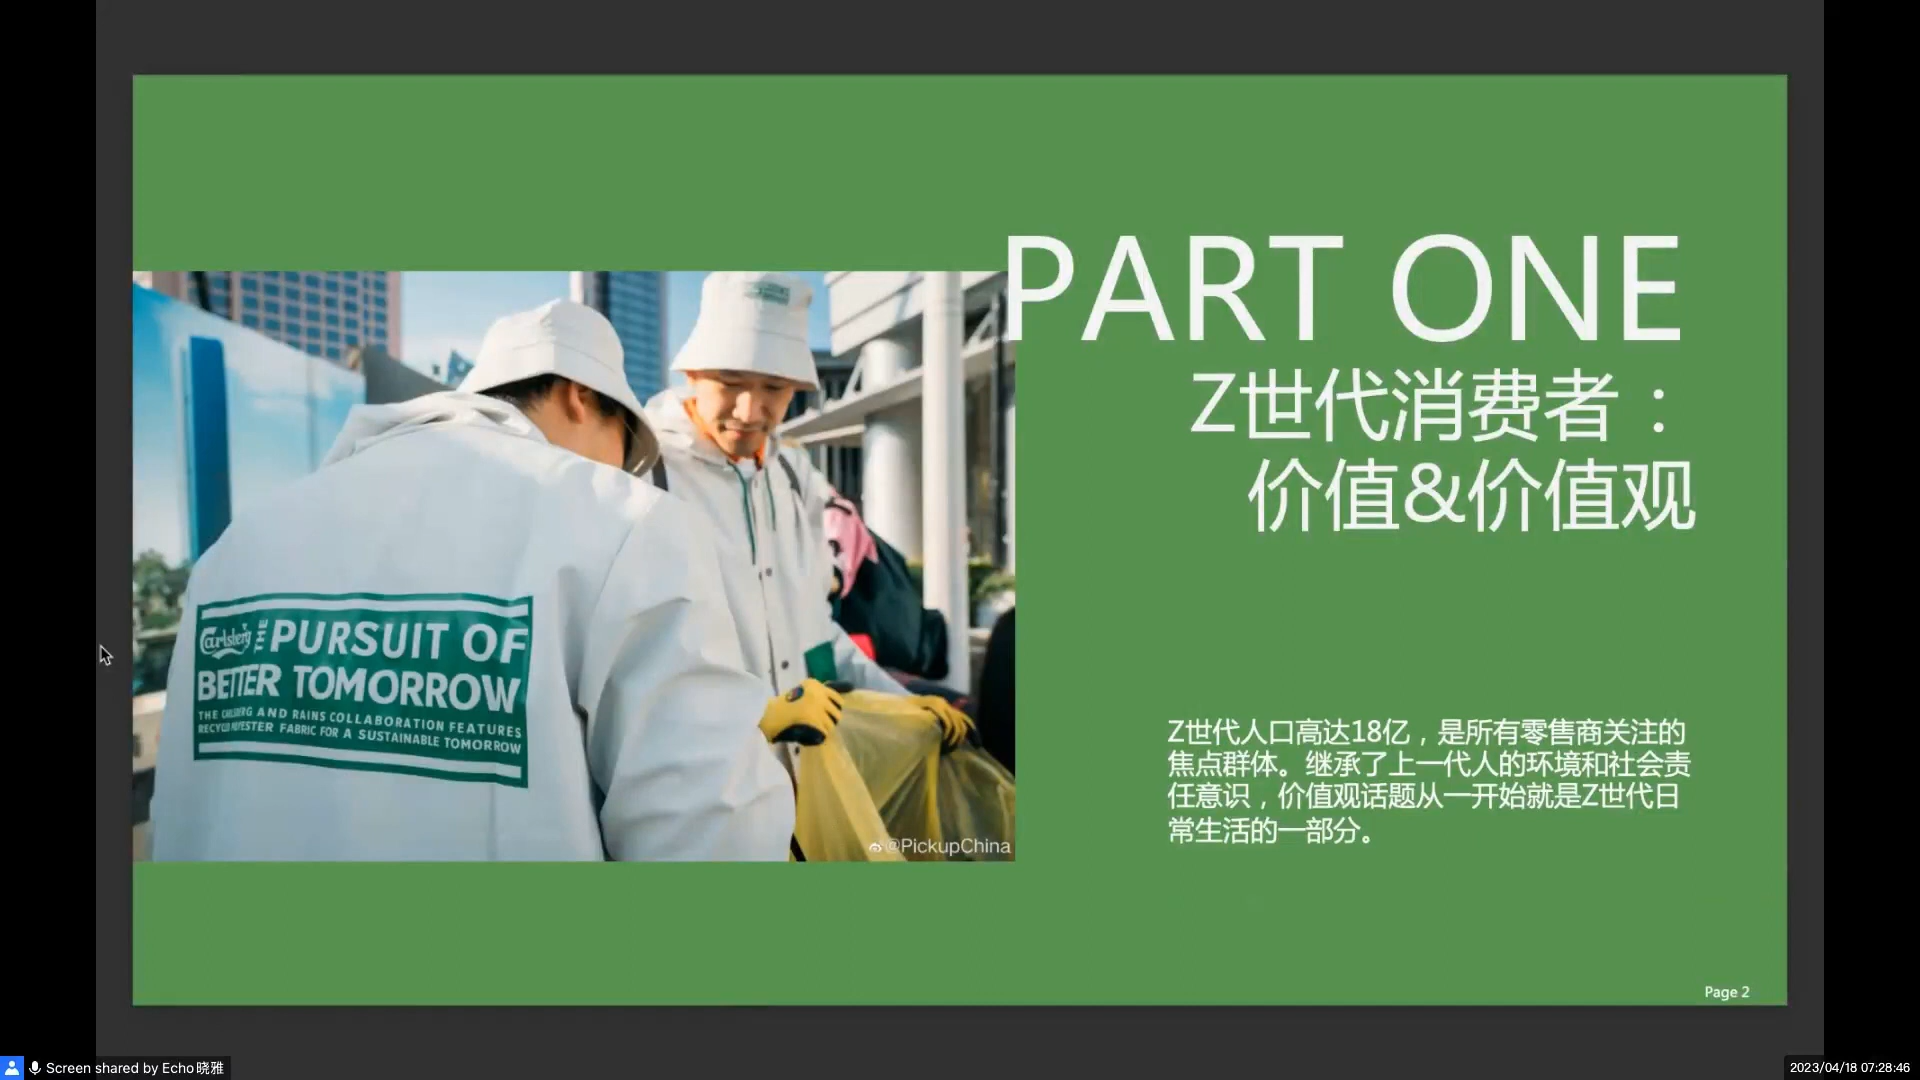 PART ONE
Z世代消费者：
价值&价值观
Carlsberg THE PURSUIT OF
BETTER TOMORROW
THE CARLSBERG AND RAINS COLLABORATION FEATURES
RECYCLED POLYESTER FABRIC FOR A SUSTAINABLE TOMORROW
@PickupChina
Z世代人口高达18亿，是所有零售商关注的
焦点群体。继承了上一代人的环境和社会责
任意识，价值观话题从一开始就是Z世代日
常生活的一部分。
Page 2
Screen shared by Echo晓雅
2023/04/18 07:28:46